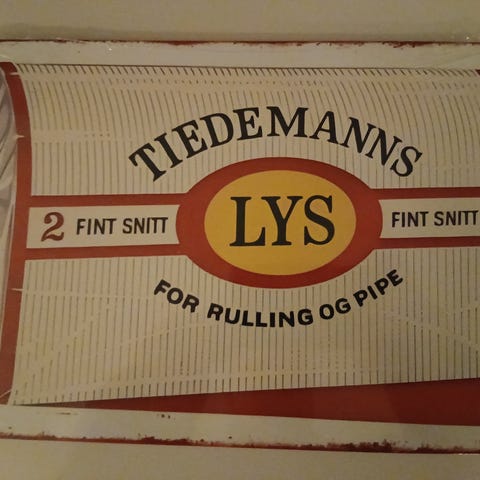 TIEDEMANNS
2 FINT SNITT LYS FINT SNITT
FOR RULLING OG PIPE